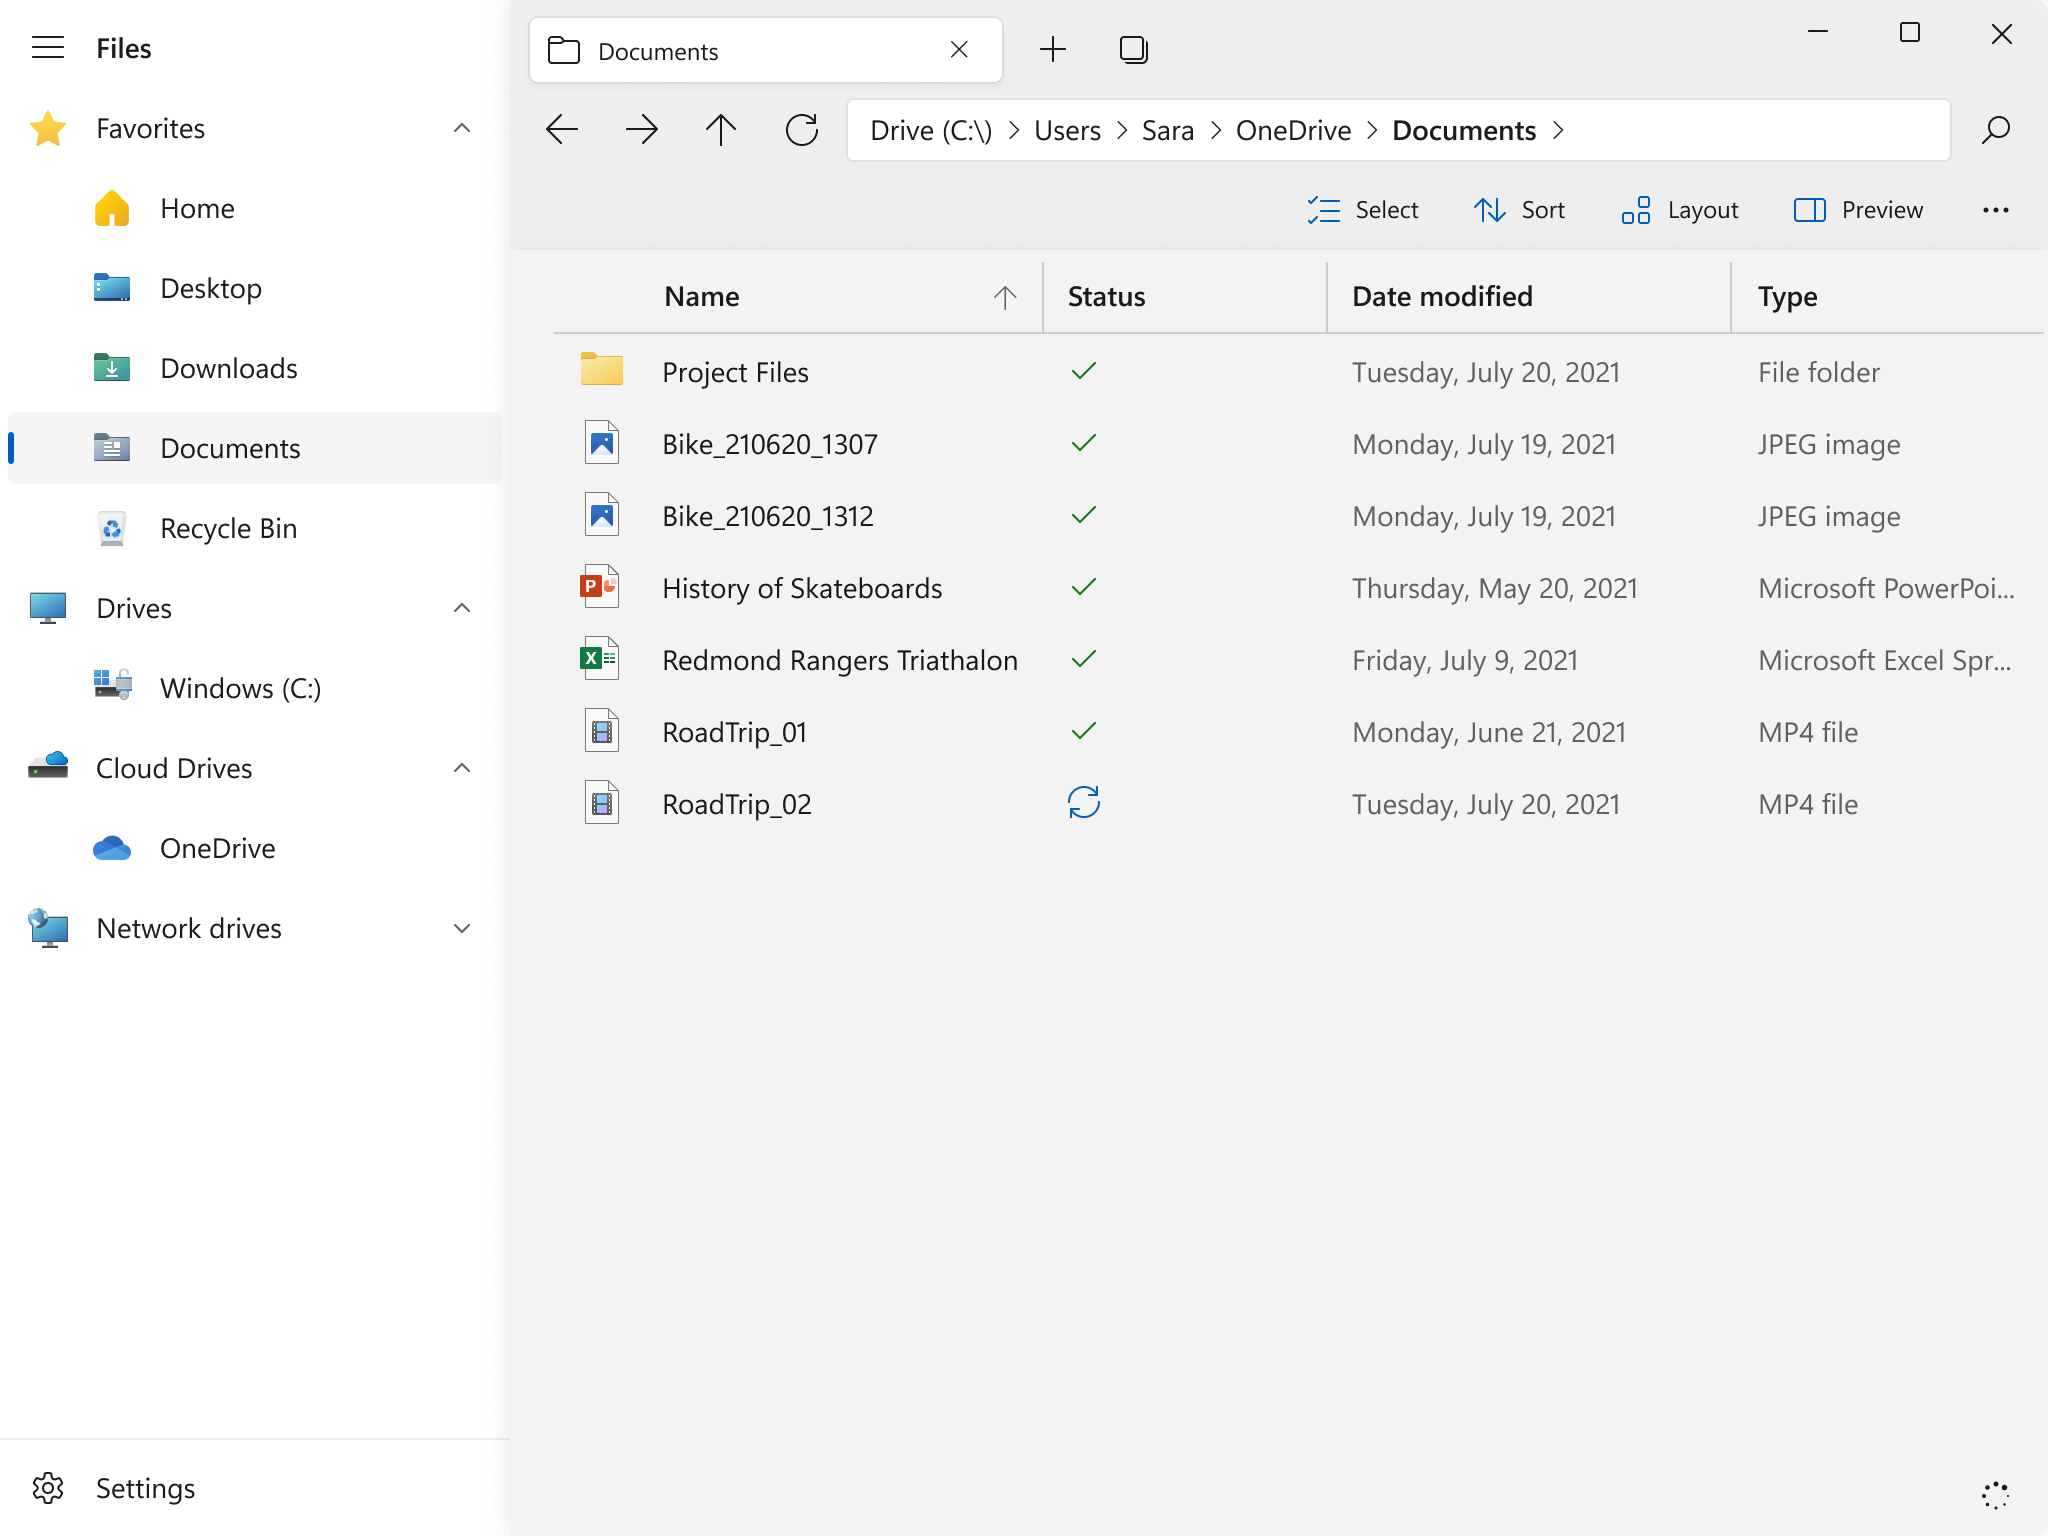 Files
Favorites
Home
Desktop
Downloads
Documents
Recycle Bin
Drives
Windows (C:)
Cloud Drives
OneDrive
Network drives
Settings
Documents
Drive (C:\) > Users > Sara > OneDrive > Documents >
Select Sort Layout Preview
Name Status Date modified Type
Project Files Tuesday, July 20, 2021 File folder
Bike_210620_1307 Monday, July 19, 2021 JPEG image
Bike_210620_1312 Monday, July 19, 2021 JPEG image
P History of Skateboards Thursday, May 20, 2021 Microsoft PowerPoi...
X Redmond Rangers Triathalon Friday, July 9, 2021 Microsoft Excel Spr...
RoadTrip_01 Monday, June 21, 2021 MP4 file
RoadTrip_02 Tuesday, July 20, 2021 MP4 file